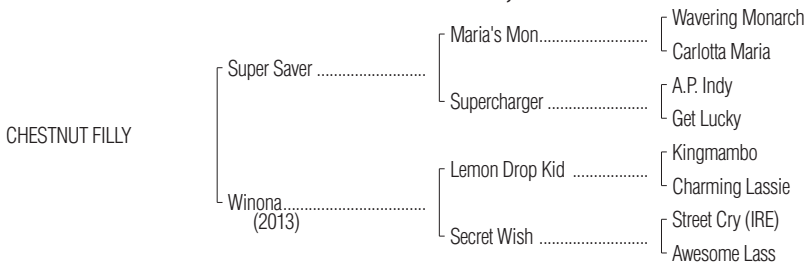 Wavering Monarch
Maria's Mon..........................
Carlotta Maria
Super Saver ..........................
A.P. Indy
Supercharger ........................
Get Lucky
CHESTNUT FILLY
Kingmambo
Lemon Drop Kid ..................
Charming Lassie
Winona..................................
(2013)
Street Cry (IRE)
Secret Wish ..........................
Awesome Lass